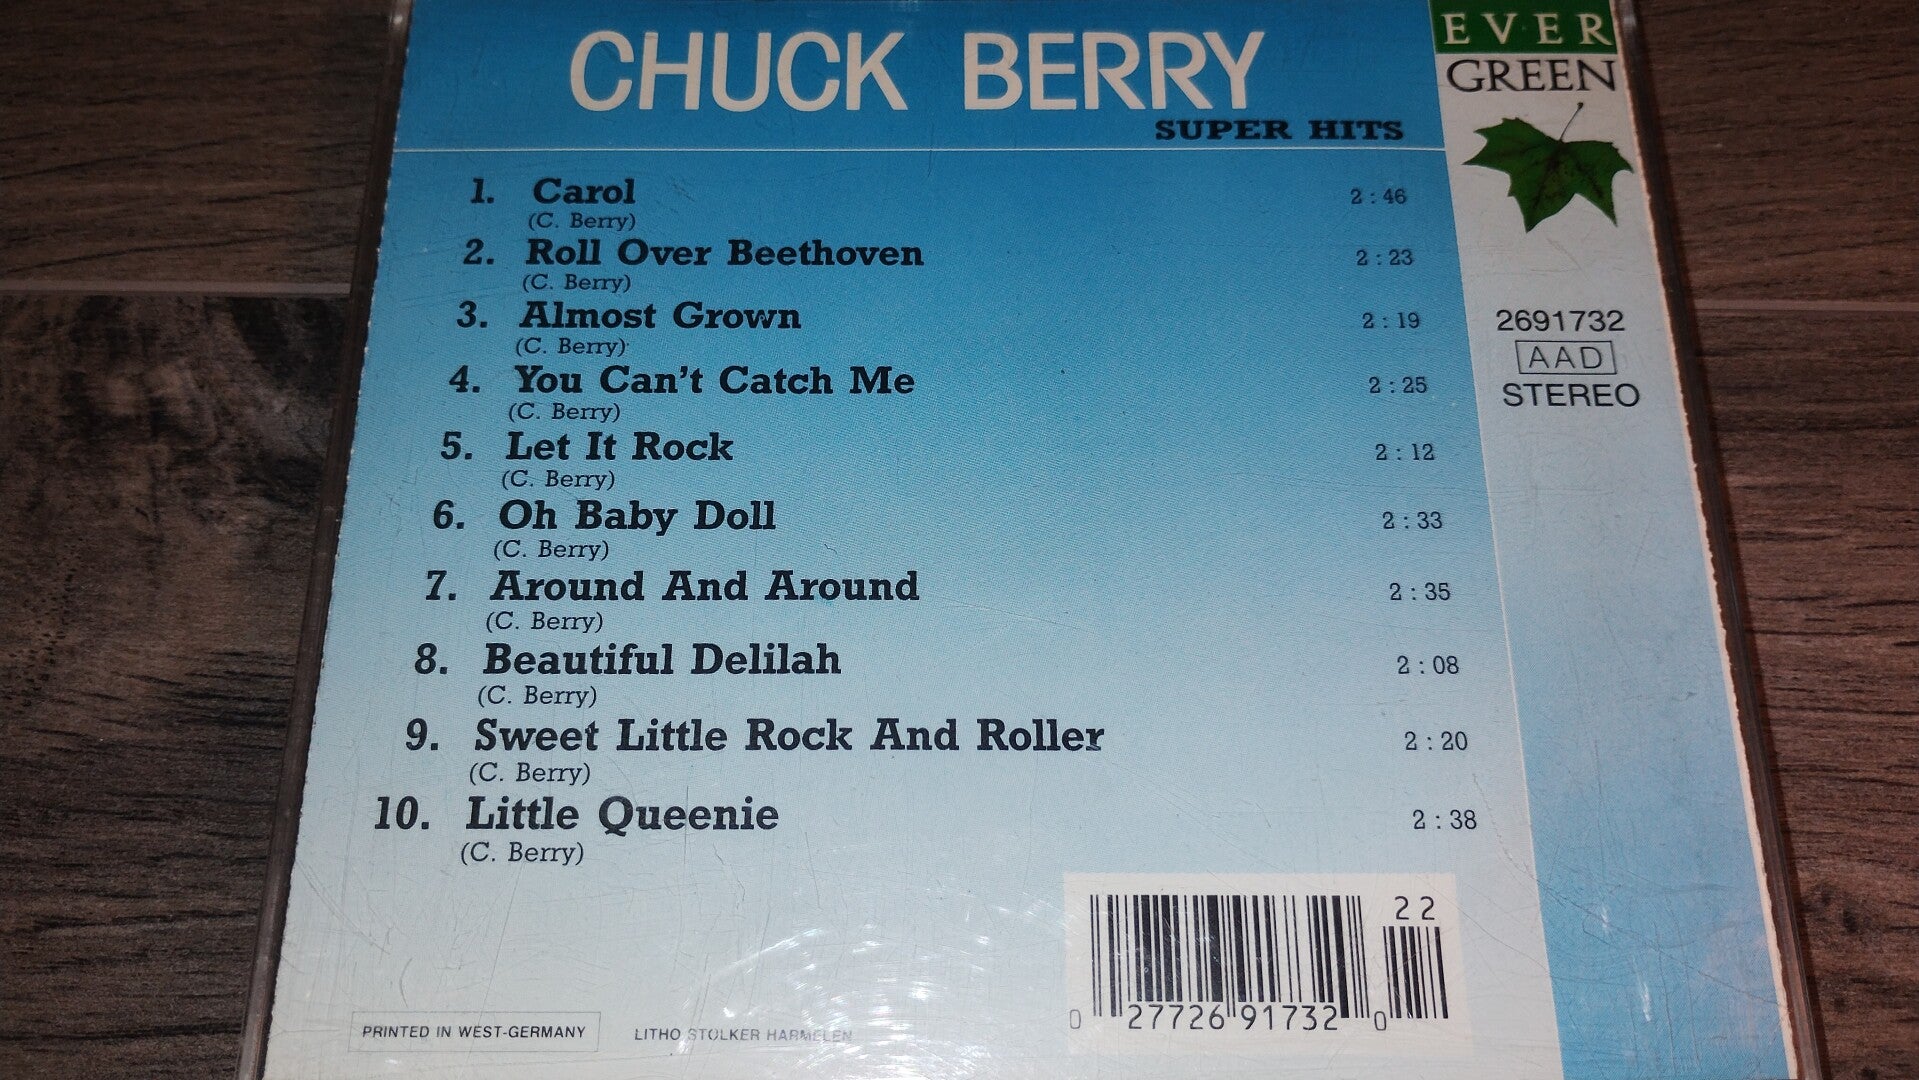 CHUCK BERRY
SUPER HITS
EVER
GREEN
1. Carol 2:46
(C. Berry)
2. Roll Over Beethoven 2:23
(C. Berry)
3. Almost Grown 2:19
(C. Berry)
4. You Can't Catch Me 2:25
(C. Berry)
5. Let It Rock 2:12
(C. Berry)
6. Oh Baby Doll 2:33
(C. Berry)
7. Around And Around 2:35
(C. Berry)
8. Beautiful Delilah 2:08
(C. Berry)
9. Sweet Little Rock And Roller 2:20
(C. Berry)
10. Little Queenie 2:38
(C. Berry)
2691732
AAD
STEREO
22
0 27726 91732 0
PRINTED IN WEST-GERMANY
LITHO STOLKER HARMELEN